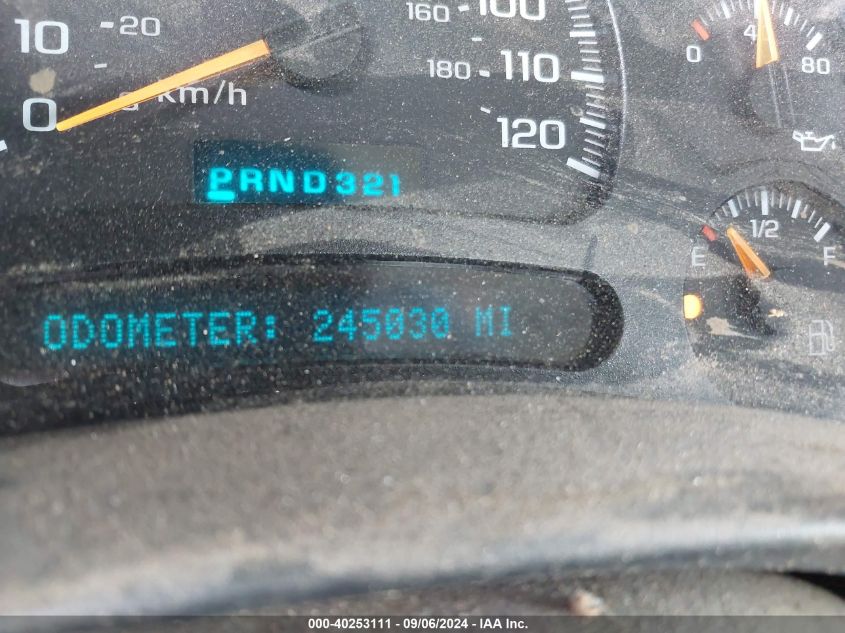 160 100
10 20
0 4 80
180 110
0 km/h
120
PRND321
1/2
E F
ODOMETER: 245030 MI
000-40253111 - 09/06/2024 - IAA Inc.